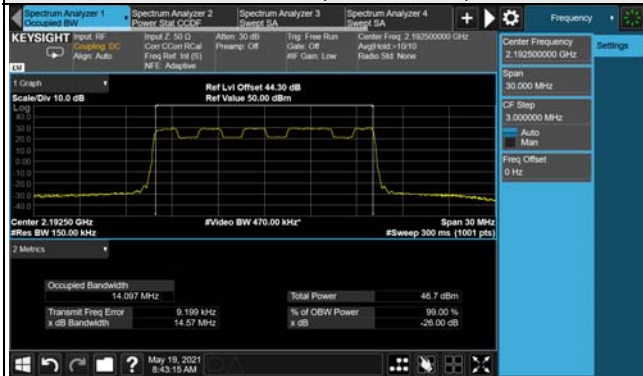 Spectrum Analyzer 1
Occupied BW
Spectrum Analyzer 2
Power Stat CCDF
Spectrum Analyzer 3
Swept SA
Spectrum Analyzer 4
Swept SA
Frequency
KEYSIGHT
Input: RF
Coupling: DC
Align: Auto
Input Z: 50 Ω
Corr CCorr RCal
Freq Ref: Int (S)
NFE: Adaptive
Atten: 30 dB
Preamp: Off
Trig: Free Run
Gate: Off
#IF Gain: Low
Center Freq: 2.192500000 GHz
Avg|Hold:>10/10
Radio Std: None
Center Frequency
2.192500000 GHz
Settings
Span
30.000 MHz
CF Step
3.000000 MHz
Auto
Man
Freq Offset
0 Hz
1 Graph
Scale/Div 10.0 dB
Ref Lvl Offset 44.30 dB
Ref Value 50.00 dBm
Log
40.0
30.0
20.0
10.0
0.00
-10.0
-20.0
-30.0
-40.0
Center 2.19250 GHz
#Res BW 150.00 kHz
#Video BW 470.00 kHz*
Span 30 MHz
#Sweep 300 ms (1001 pts)
2 Metrics
Occupied Bandwidth
14.097 MHz
Total Power
46.7 dBm
Transmit Freq Error
9.199 kHz
% of OBW Power
99.00 %
x dB Bandwidth
14.57 MHz
x dB
-26.00 dB
?
May 19, 2021
8:43:15 AM